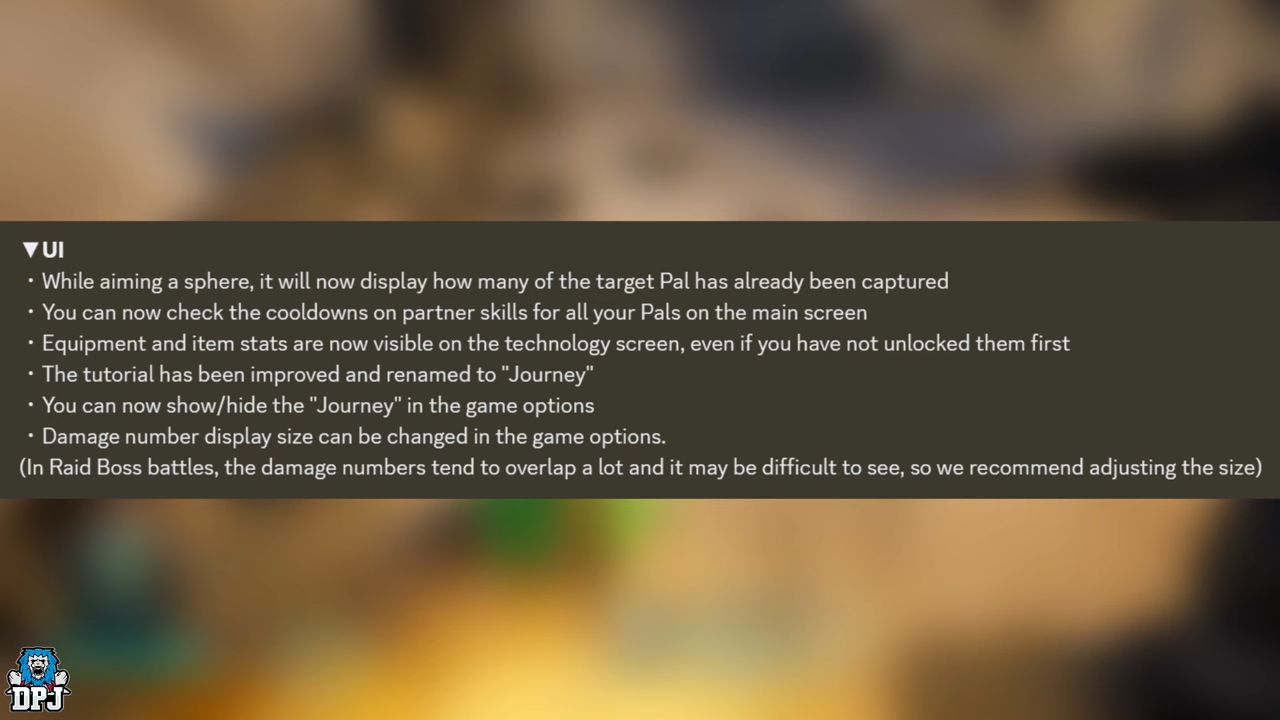 ▼UI
・While aiming a sphere, it will now display how many of the target Pal has already been captured
・You can now check the cooldowns on partner skills for all your Pals on the main screen
・Equipment and item stats are now visible on the technology screen, even if you have not unlocked them first
・The tutorial has been improved and renamed to "Journey"
・You can now show/hide the "Journey" in the game options
・Damage number display size can be changed in the game options.
(In Raid Boss battles, the damage numbers tend to overlap a lot and it may be difficult to see, so we recommend adjusting the size)
DPJ